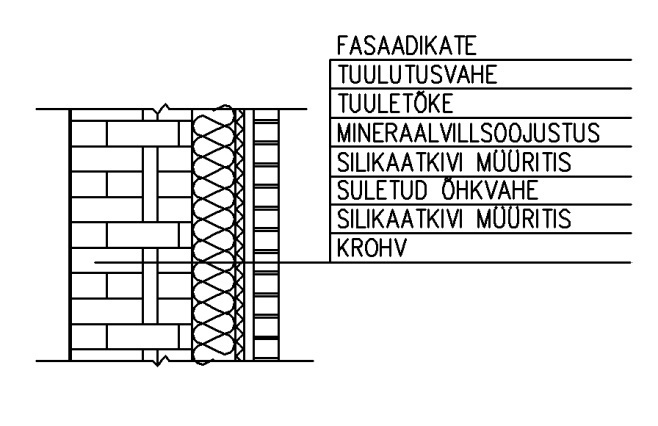 FASAADIKATE
TUULUTUSVAHE
TUULETÕKE
MINERAALVILLSOOJUSTUS
SILIKAATKIVI MÜÜRITIS
SULETUD ÕHKVAHE
SILIKAATKIVI MÜÜRITIS
KROHV